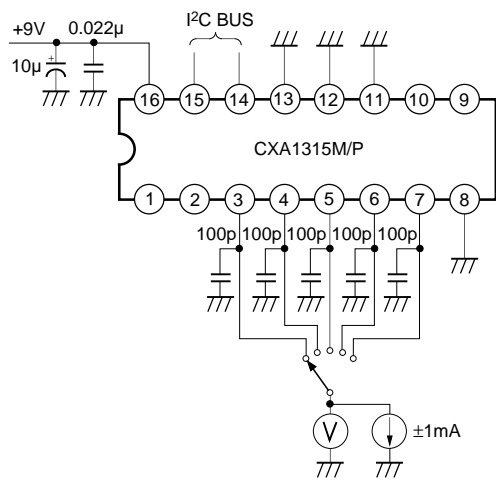 I²C BUS
+9V 0.022μ
10μ +
16 15 14 13 12 11 10 9
CXA1315M/P
1 2 3 4 5 6 7 8
100p 100p 100p 100p 100p
V ±1mA